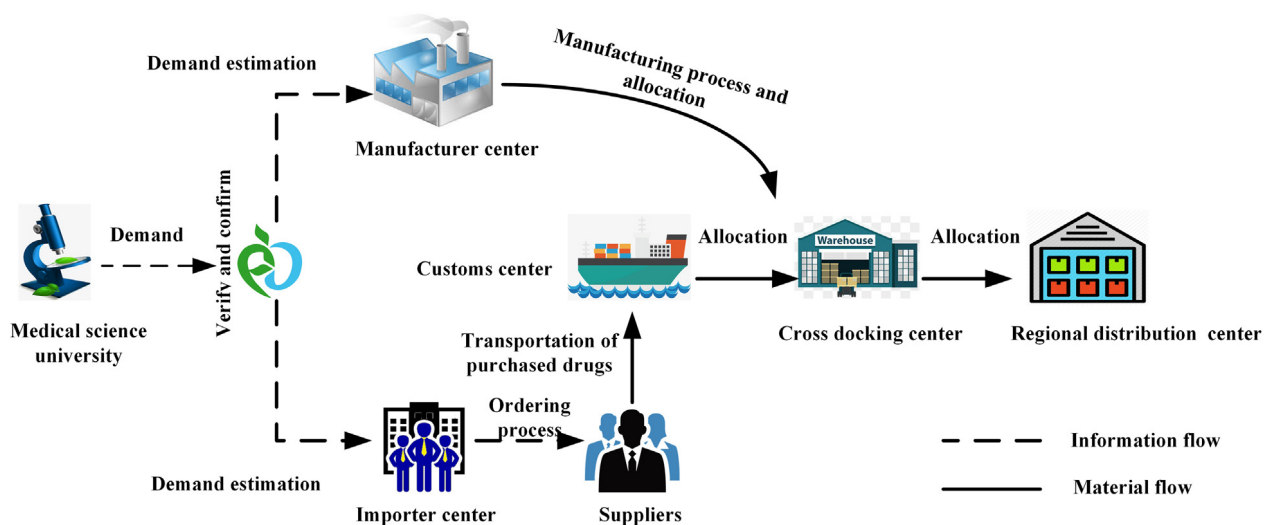 Demand estimation
Manufacturing process and
allocation
Manufacturer center
Verify and confirm
Demand
Medical science
university
Customs center
Allocation
Warehouse
Allocation
Cross docking center
Regional distribution center
Transportation of
purchased drugs
Ordering
process
Demand estimation
Importer center
Suppliers
Information flow
Material flow